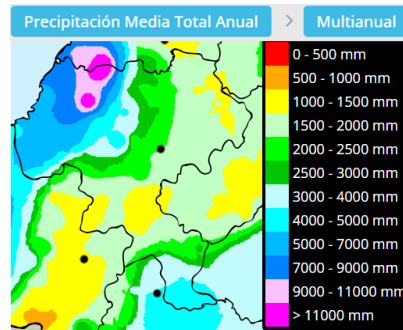 Precipitación Media Total Anual > Multianual
0 - 500 mm
500 - 1000 mm
1000 - 1500 mm
1500 - 2000 mm
2000 - 2500 mm
2500 - 3000 mm
3000 - 4000 mm
4000 - 5000 mm
5000 - 7000 mm
7000 - 9000 mm
9000 - 11000 mm
> 11000 mm